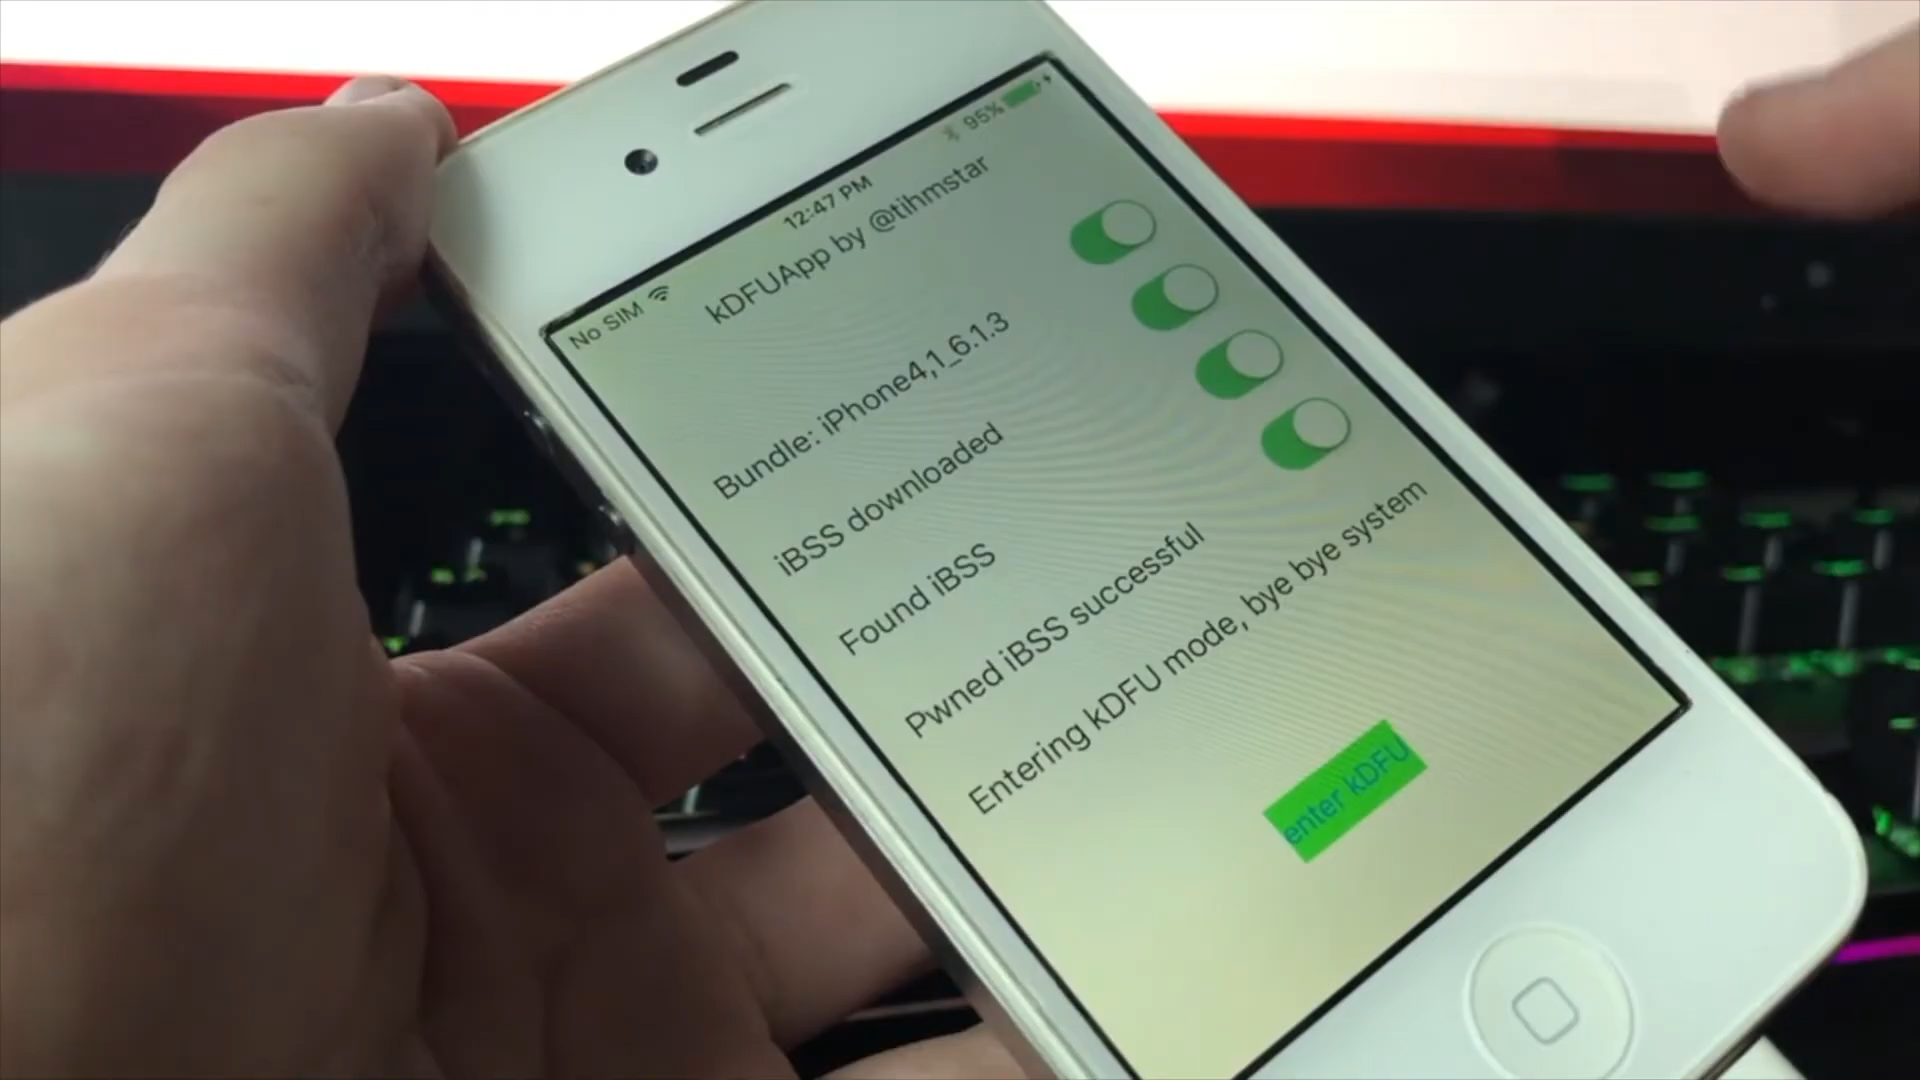 No SIM 12:47 PM 95%
kDFUApp by @tihmstar
Bundle: iPhone4,1_6.1.3
iBSS downloaded
Found iBSS
Pwned iBSS successful
Entering kDFU mode, bye bye system
enter kDFU